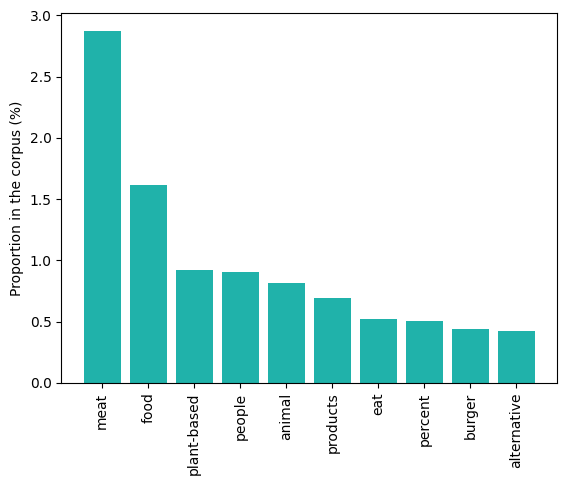 Proportion in the corpus (%)
3.0
2.5
2.0
1.5
1.0
0.5
0.0
meat
food
plant-based
people
animal
products
eat
percent
burger
alternative